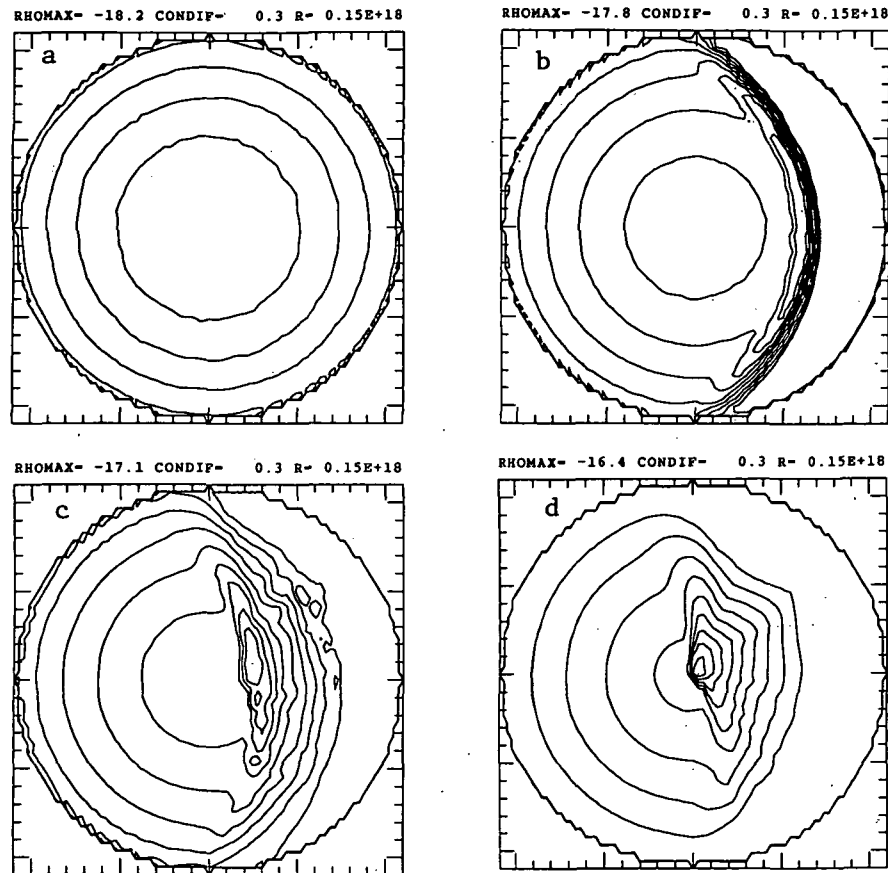 RHOMAX= -18.2 CONDIF= 0.3 R= 0.15E+18
a
RHOMAX= -17.8 CONDIF= 0.3 R= 0.15E+18
b
RHOMAX= -17.1 CONDIF= 0.3 R= 0.15E+18
c
RHOMAX= -16.4 CONDIF= 0.3 R= 0.15E+18
d